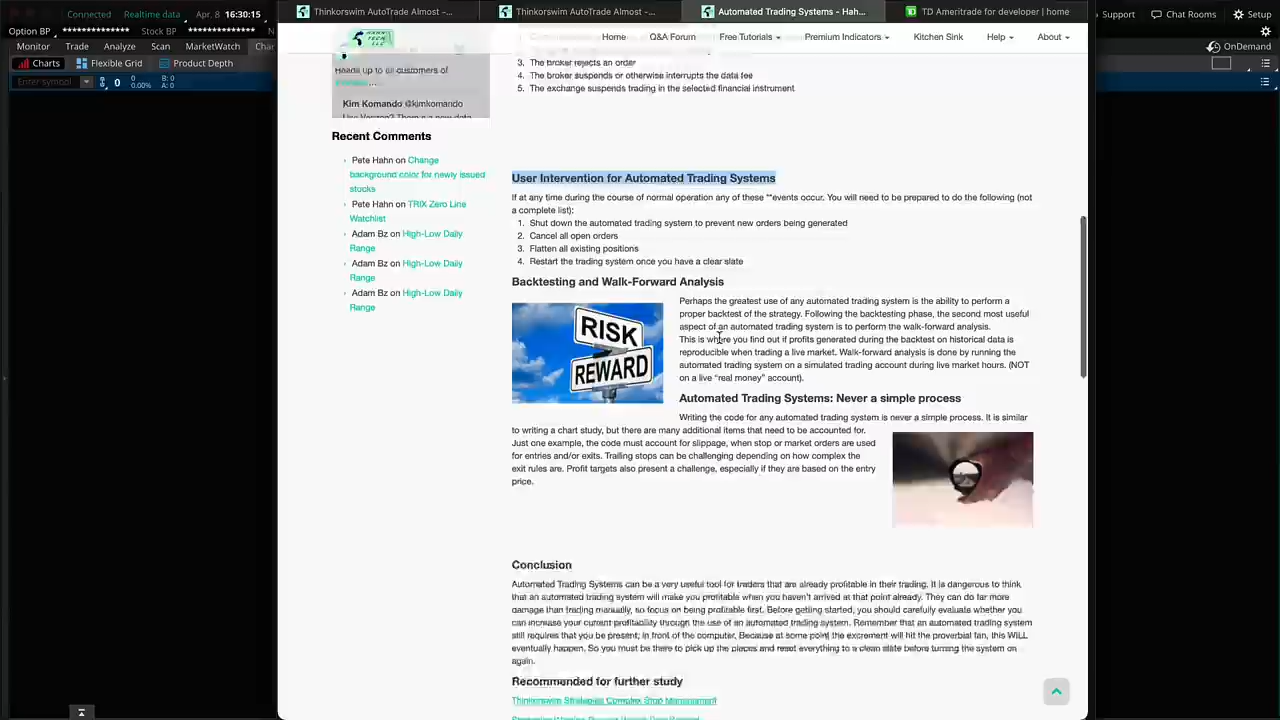 Thinkorswim AutoTrade Almost -...
Thinkorswim AutoTrade Almost -...
Automated Trading Systems - Hah...
TD Ameritrade for developer | home
Connected
Realtime data
Apr. 8 16:30:15
Support
Chat Rooms
Setup
Option BP
Stock BP
OnDemand
Monitor Trade Analyze Scan MarketWatch
Home Q&A Forum Free Tutorials Premium Indicators Kitchen Sink Help About
Charts Flexible Grid
Editing Default
0 0.00% B: 0 A: 0
Heads up to all customers of
Kim Komando @kimkomando
Recent Comments
Pete Hahn on Change
background color for newly issued
stocks
Pete Hahn on TRIX Zero Line
Watchlist
Adam Bz on High-Low Daily
Range
Adam Bz on High-Low Daily
Range
Adam Bz on High-Low Daily
Range
3. The broker rejects an order
4. The broker suspends or otherwise interrupts the data fee
5. The exchange suspends trading in the selected financial instrument
User Intervention for Automated Trading Systems
If at any time during the course of normal operation any of these **events occur. You will need to be prepared to do the following (not
a complete list):
1. Shut down the automated trading system to prevent new orders being generated
2. Cancel all open orders
3. Flatten all existing positions
4. Restart the trading system once you have a clear slate
Backtesting and Walk-Forward Analysis
RISK
REWARD
Perhaps the greatest use of any automated trading system is the ability to perform a
proper backtest of the strategy. Following the backtesting phase, the second most useful
aspect of an automated trading system is to perform the walk-forward analysis.
This is where you find out if profits generated during the backtest on historical data is
reproducible when trading a live market. Walk-forward analysis is done by running the
automated trading system on a simulated trading account during live market hours. (NOT
on a live “real money” account).
Automated Trading Systems: Never a simple process
Writing the code for any automated trading system is never a simple process. It is similar
to writing a chart study, but there are many additional items that need to be accounted for.
Just one example, the code must account for slippage, when stop or market orders are used
for entries and/or exits. Trailing stops can be challenging depending on how complex the
exit rules are. Profit targets also present a challenge, especially if they are based on the entry
price.
Conclusion
Automated Trading Systems can be a very useful tool for traders that are already profitable in their trading. It is dangerous to think
that an automated trading system will make you profitable when you haven't arrived at that point already. They can do far more
damage than trading manually, so focus on being profitable first. Before getting started, you should carefully evaluate whether you
can increase your current profitability through the use of an automated trading system. Remember that an automated trading system
still requires that you be present; in front of the computer. Because at some point the excrement will hit the proverbial fan, this WILL
eventually happen. So you must be there to pick up the pieces and reset everything to a clean slate before turning the system on
again.
Recommended for further study
Thinkorswim Strategies Complex Stop Management